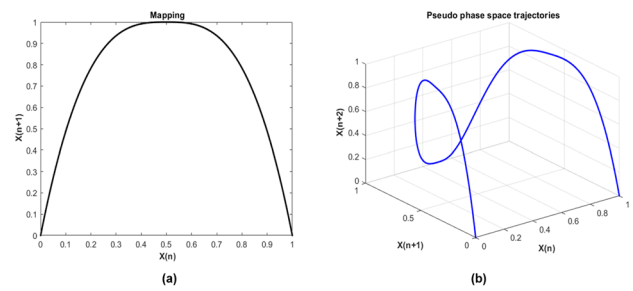 Mapping
X(n+1)
1
0.9
0.8
0.7
0.6
0.5
0.4
0.3
0.2
0.1
0
0 0.1 0.2 0.3 0.4 0.5 0.6 0.7 0.8 0.9 1
X(n)
(a)
Pseudo phase space trajectories
X(n+2)
1
0.8
0.6
0.4
0.2
0
1
0.5
0
X(n+1)
0 0.2 0.4 0.6 0.8 1
X(n)
(b)